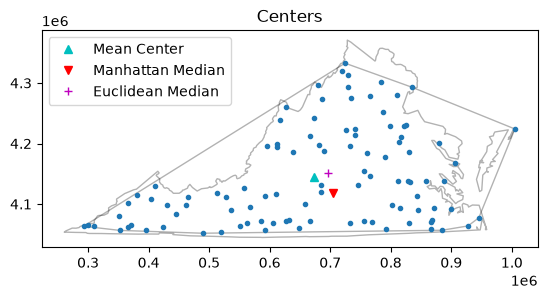 Centers
1e6
Mean Center
Manhattan Median
Euclidean Median
4.3
4.2
4.1
0.3 0.4 0.5 0.6 0.7 0.8 0.9 1.0
1e6